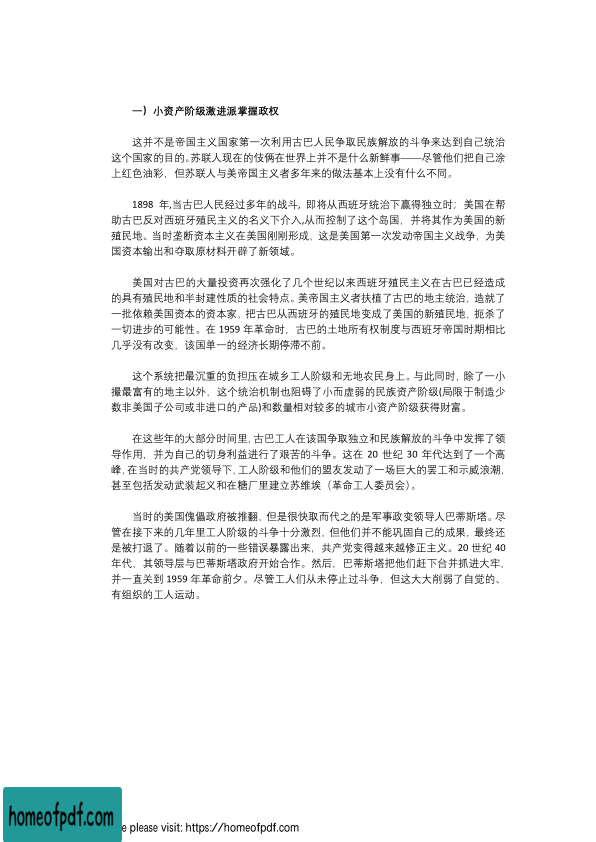 一）小资产阶级激进派掌握政权
这并不是帝国主义国家第一次利用古巴人民争取民族解放的斗争来达到自己统治
这个国家的目的。苏联人现在的伎俩在世界上并不是什么新鲜事——尽管他们把自己涂
上红色油彩，但苏联人与美帝国主义者多年来的做法基本上没有什么不同。
1898 年,当古巴人民经过多年的战斗, 即将从西班牙统治下赢得独立时；美国在帮
助古巴反对西班牙殖民主义的名义下介入,从而控制了这个岛国，并将其作为美国的新
殖民地。当时垄断资本主义在美国刚刚形成，这是美国第一次发动帝国主义战争，为美
国资本输出和夺取原材料开辟了新领域。
美国对古巴的大量投资再次强化了几个世纪以来西班牙殖民主义在古巴已经造成
的具有殖民地和半封建性质的社会特点。美帝国主义者扶植了古巴的地主统治，造就了
一批依赖美国资本的资本家，把古巴从西班牙的殖民地变成了美国的新殖民地，扼杀了
一切进步的可能性。在 1959 年革命时，古巴的土地所有权制度与西班牙帝国时期相比
几乎没有改变，该国单一的经济长期停滞不前。
这个系统把最沉重的负担压在城乡工人阶级和无地农民身上。与此同时，除了一小
撮最富有的地主以外，这个统治机制也阻碍了小而虚弱的民族资产阶级(局限于制造少
数非美国子公司或非进口的产品)和数量相对较多的城市小资产阶级获得财富。
在这些年的大部分时间里,古巴工人在该国争取独立和民族解放的斗争中发挥了领
导作用，并为自己的切身利益进行了艰苦的斗争。这在 20 世纪 30 年代达到了一个高
峰,在当时的共产党领导下,工人阶级和他们的盟友发动了一场巨大的罢工和示威浪潮，
甚至包括发动武装起义和在糖厂里建立苏维埃（革命工人委员会）。
当时的美国傀儡政府被推翻，但是很快取而代之的是军事政变领导人巴蒂斯塔。尽
管在接下来的几年里工人阶级的斗争十分激烈，但他们并不能巩固自己的成果，最终还
是被打退了。随着以前的一些错误暴露出来，共产党变得越来越修正主义。20 世纪 40
年代，其领导层与巴蒂斯塔政府开始合作。然后，巴蒂斯塔把他们赶下台并抓进大牢，
并一直关到 1959 年革命前夕。尽管工人们从未停止过斗争，但这大大削弱了自觉的、
有组织的工人运动。
homeofpdf.com
please visit: https://homeofpdf.com